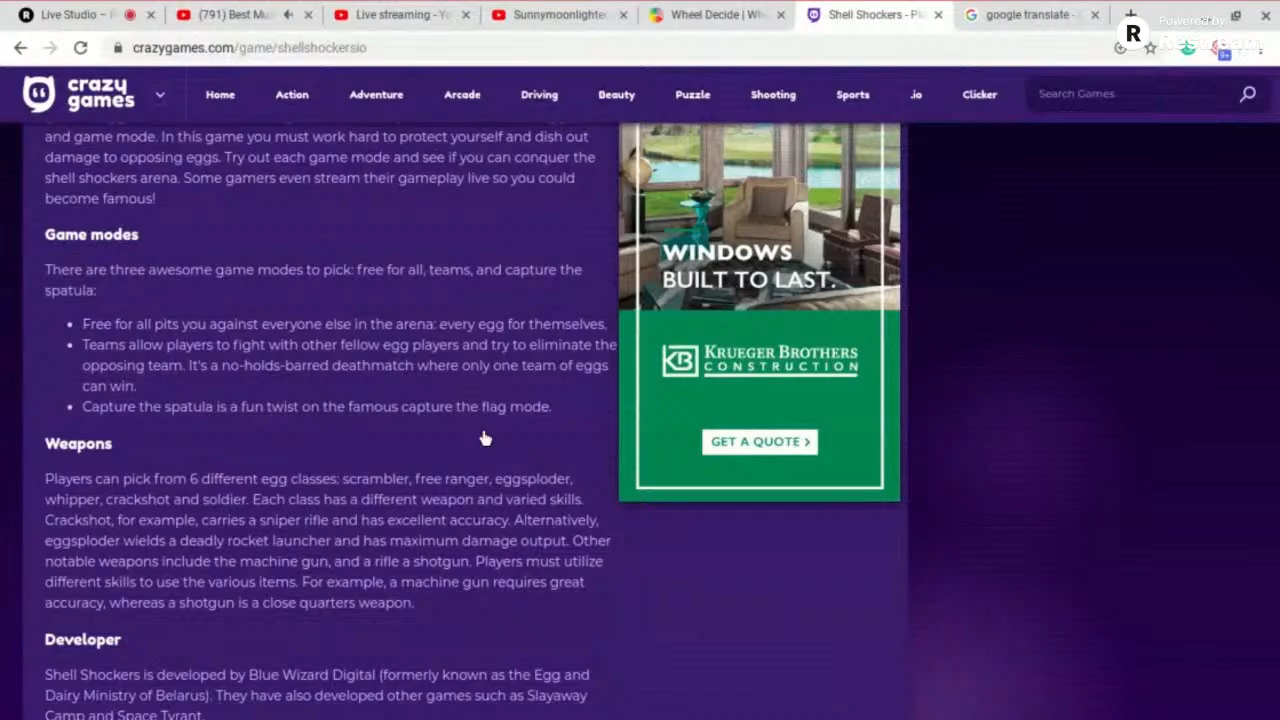 Live Studio -
(791) Best Mu
Live streaming - Y
Sunnymoonlighte
Wheel Decide | Wh
Shell Shockers - P
google translate -
Powered by
Restream
R
crazygames.com/game/shellshockersio
9+
crazy
games
Home
Action
Adventure
Arcade
Driving
Beauty
Puzzle
Shooting
Sports
.io
Clicker
Search Games
and game mode. In this game you must work hard to protect yourself and dish out
damage to opposing eggs. Try out each game mode and see if you can conquer the
shell shockers arena. Some gamers even stream their gameplay live so you could
become famous!
Game modes
There are three awesome game modes to pick: free for all, teams, and capture the
spatula:
• Free for all pits you against everyone else in the arena: every egg for themselves.
• Teams allow players to fight with other fellow egg players and try to eliminate the
opposing team. It's a no-holds-barred deathmatch where only one team of eggs
can win.
• Capture the spatula is a fun twist on the famous capture the flag mode.
Weapons
Players can pick from 6 different egg classes: scrambler, free ranger, eggsploder,
whipper, crackshot and soldier. Each class has a different weapon and varied skills.
Crackshot, for example, carries a sniper rifle and has excellent accuracy. Alternatively,
eggsploder wields a deadly rocket launcher and has maximum damage output. Other
notable weapons include the machine gun, and a rifle a shotgun. Players must utilize
different skills to use the various items. For example, a machine gun requires great
accuracy, whereas a shotgun is a close quarters weapon.
Developer
Shell Shockers is developed by Blue Wizard Digital (formerly known as the Egg and
Dairy Ministry of Belarus). They have also developed other games such as Slayaway
Camp and Space Tyrant.
WINDOWS
BUILT TO LAST.
KB KRUEGER BROTHERS
CONSTRUCTION
GET A QUOTE >